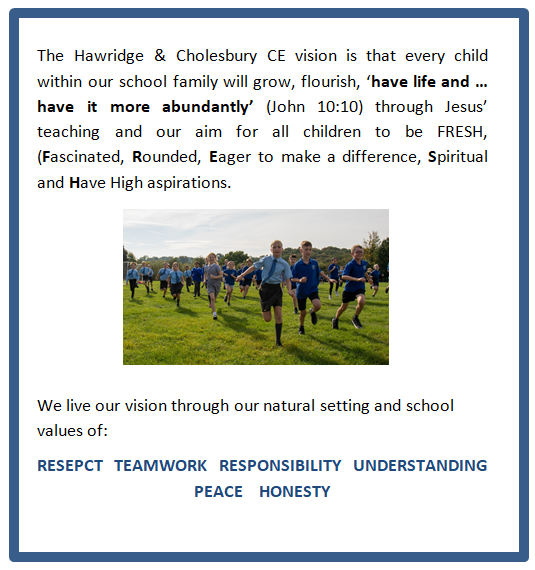 The Hawridge & Cholesbury CE vision is that every child
within our school family will grow, flourish, ‘have life and …
have it more abundantly’ (John 10:10) through Jesus’
teaching and our aim for all children to be FRESH,
(Fascinated, Rounded, Eager to make a difference, Spiritual
and Have High aspirations.
We live our vision through our natural setting and school
values of:
RESEPCT TEAMWORK RESPONSIBILITY UNDERSTANDING
PEACE HONESTY